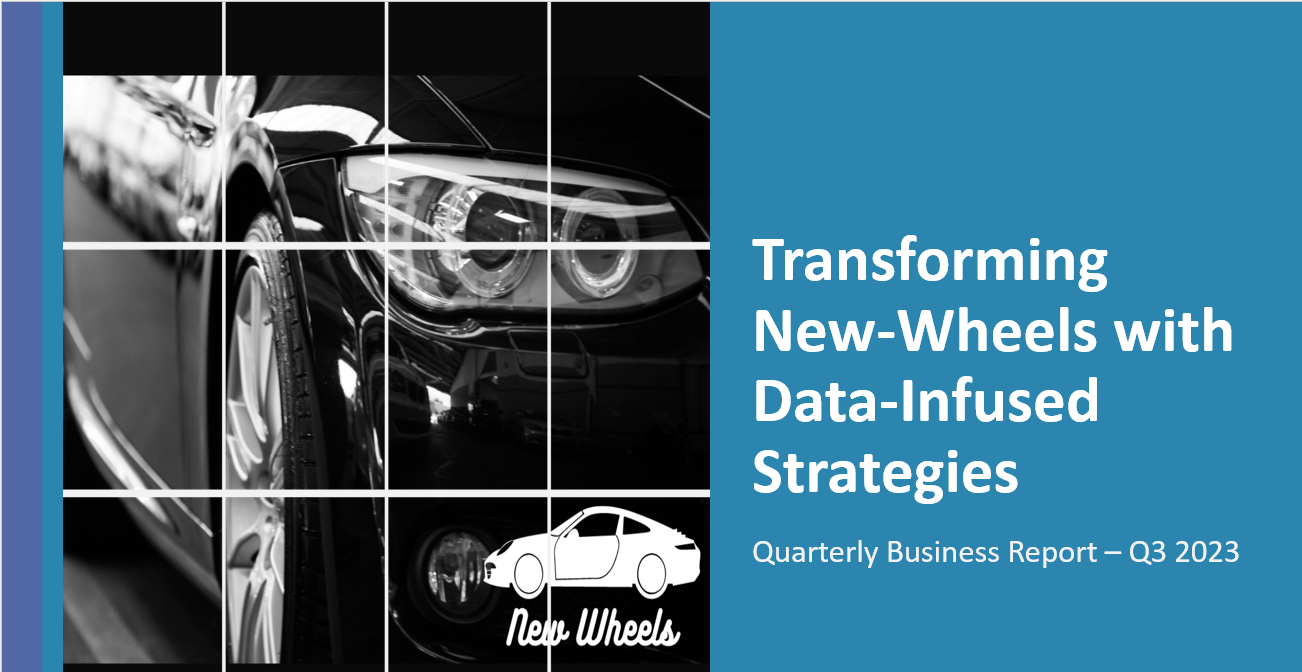 Transforming
New-Wheels with
Data-Infused
Strategies
Quarterly Business Report – Q3 2023
New Wheels